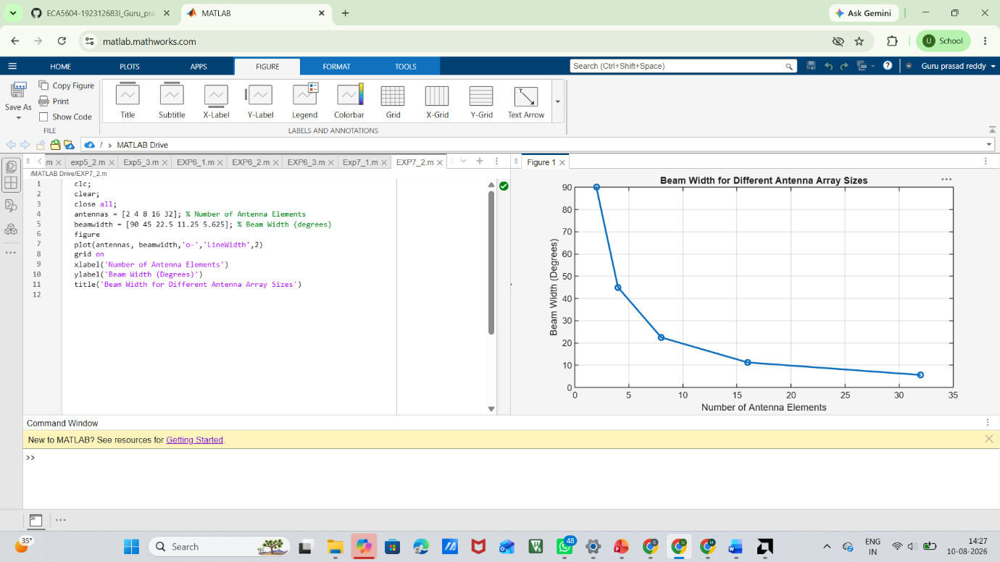 ECA5604-192312683l_Guru_pra
MATLAB
Ask Gemini
matlab.mathworks.com
U School
HOME PLOTS APPS FIGURE FORMAT TOOLS
Search (Ctrl+Shift+Space)
Guru prasad reddy
Save As
Copy Figure
Print
Show Code
FILE
Title Subtitle X-Label Y-Label Legend Colorbar Grid X-Grid Y-Grid Text Arrow
LABELS AND ANNOTATIONS
/ › MATLAB Drive
.m exp5_2.m Exp5_3.m EXP6_1.m EXP6_2.m EXP6_3.m Exp7_1.m EXP7_2.m
/MATLAB Drive/EXP7_2.m
1 clc;
2 clear;
3 close all;
4 antennas = [2 4 8 16 32]; % Number of Antenna Elements
5 beamwidth = [90 45 22.5 11.25 5.625]; % Beam Width (degrees)
6 figure
7 plot(antennas, beamwidth,'o-','LineWidth',2)
8 grid on
9 xlabel('Number of Antenna Elements')
10 ylabel('Beam Width (Degrees)')
11 title('Beam Width for Different Antenna Array Sizes')
12
Figure 1
Beam Width for Different Antenna Array Sizes
90
80
70
60
50
40
30
20
10
0
Beam Width (Degrees)
0 5 10 15 20 25 30 35
Number of Antenna Elements
Command Window
New to MATLAB? See resources for Getting Started.
>>
35°
Search
48
ENG
IN
14:27
10-08-2026